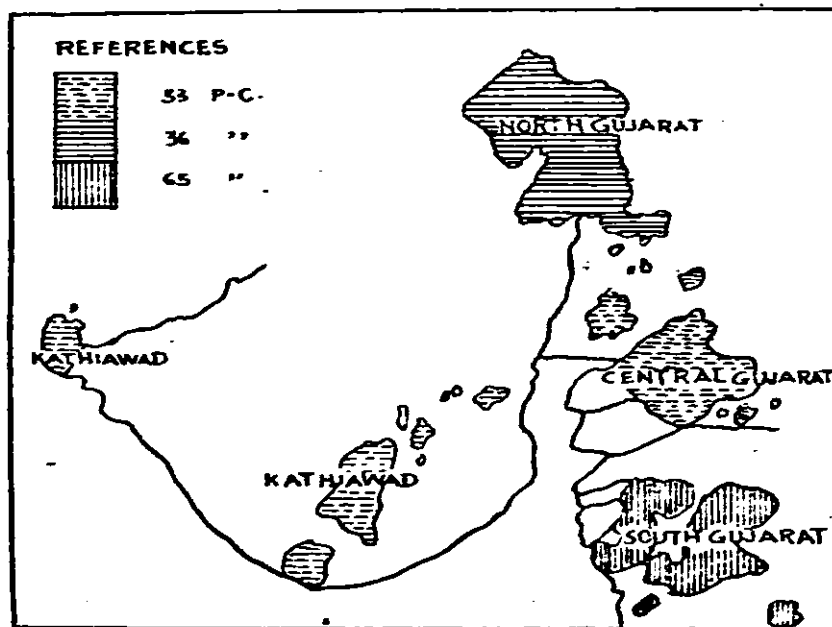 REFERENCES
53 P-C.
36 "
65 "
NORTH GUJARAT
KATHIAWAD
CENTRAL GUJARAT
KATHIAWAD
SOUTH GUJARAT